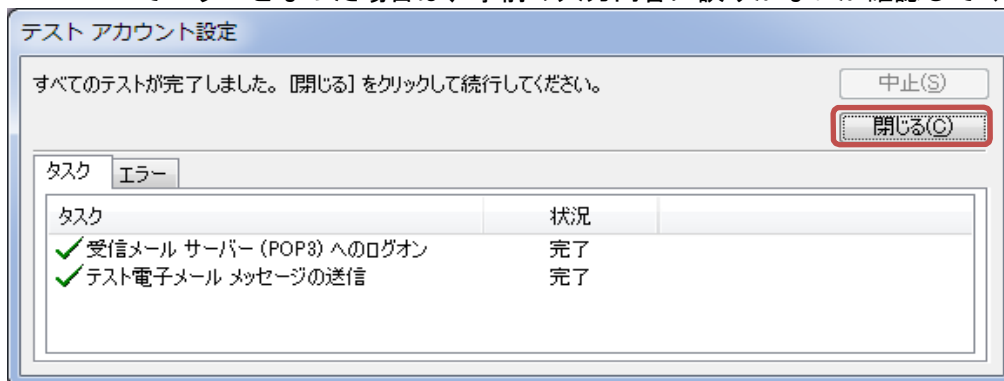 テスト アカウント設定
すべてのテストが完了しました。[閉じる] をクリックして続行してください。
中止(S)
閉じる(C)
タスク エラー
タスク 状況
受信メール サーバー (POP3) へのログオン 完了
テスト電子メール メッセージの送信 完了